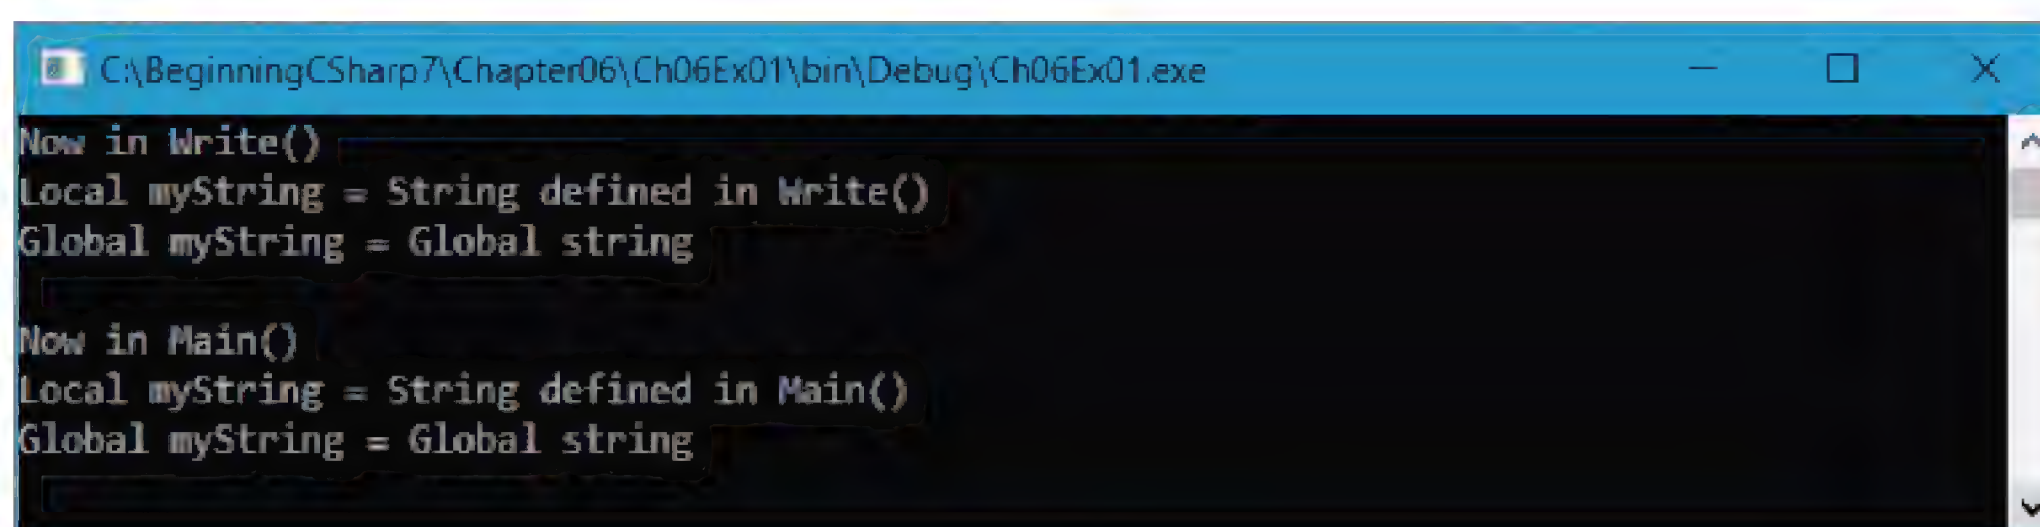 C:\BeginningCSharp7\Chapter06\Ch06Ex01\bin\Debug\Ch06Ex01.exe
Now in Write()
Local myString = String defined in Write()
Global myString = Global string
Now in Main()
Local myString = String defined in Main()
Global myString = Global string